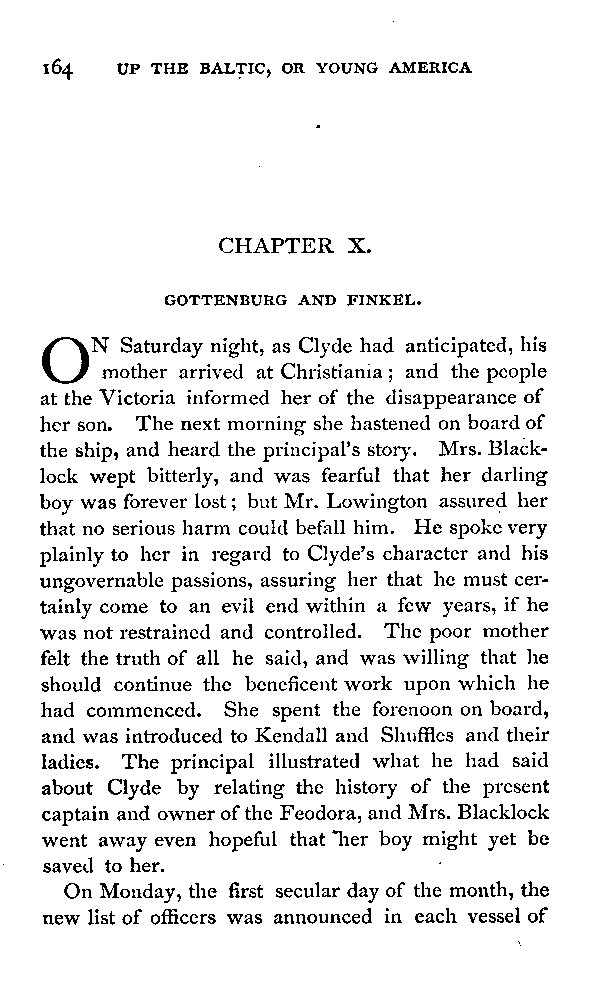 164 UP THE BALTIC, OR YOUNG AMERICA
CHAPTER X.
GOTTENBURG AND FINKEL.
ON Saturday night, as Clyde had anticipated, his
mother arrived at Christiania; and the people
at the Victoria informed her of the disappearance of
her son. The next morning she hastened on board of
the ship, and heard the principal's story. Mrs. Black-
lock wept bitterly, and was fearful that her darling
boy was forever lost; but Mr. Lowington assured her
that no serious harm could befall him. He spoke very
plainly to her in regard to Clyde's character and his
ungovernable passions, assuring her that he must cer-
tainly come to an evil end within a few years, if he
was not restrained and controlled. The poor mother
felt the truth of all he said, and was willing that he
should continue the beneficent work upon which he
had commenced. She spent the forenoon on board,
and was introduced to Kendall and Shuffles and their
ladies. The principal illustrated what he had said
about Clyde by relating the history of the present
captain and owner of the Feodora, and Mrs. Blacklock
went away even hopeful that her boy might yet be
saved to her.
On Monday, the first secular day of the month, the
new list of officers was announced in each vessel of